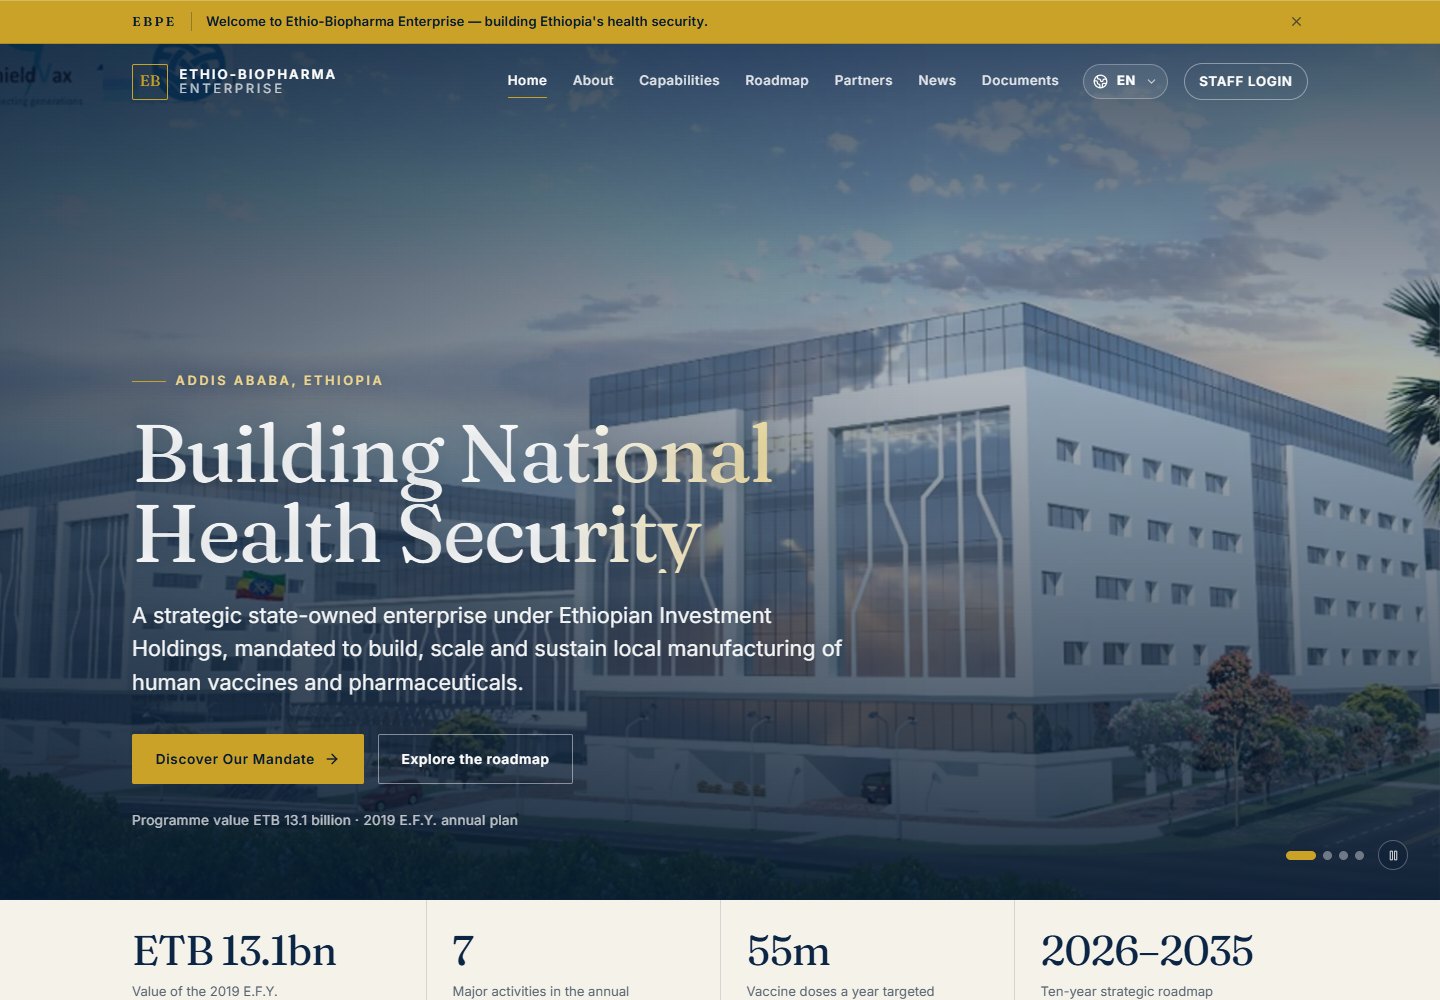 EBPE
Welcome to Ethio-Biopharma Enterprise — building Ethiopia's health security.
EB
ETHIO-BIOPHARMA
ENTERPRISE
Home
About
Capabilities
Roadmap
Partners
News
Documents
EN
STAFF LOGIN
ADDIS ABABA, ETHIOPIA
Building National
Health Security
A strategic state-owned enterprise under Ethiopian Investment
Holdings, mandated to build, scale and sustain local manufacturing of
human vaccines and pharmaceuticals.
Discover Our Mandate
Explore the roadmap
Programme value ETB 13.1 billion · 2019 E.F.Y. annual plan
ETB 13.1bn
Value of the 2019 E.F.Y.
7
Major activities in the annual
55m
Vaccine doses a year targeted
2026–2035
Ten-year strategic roadmap